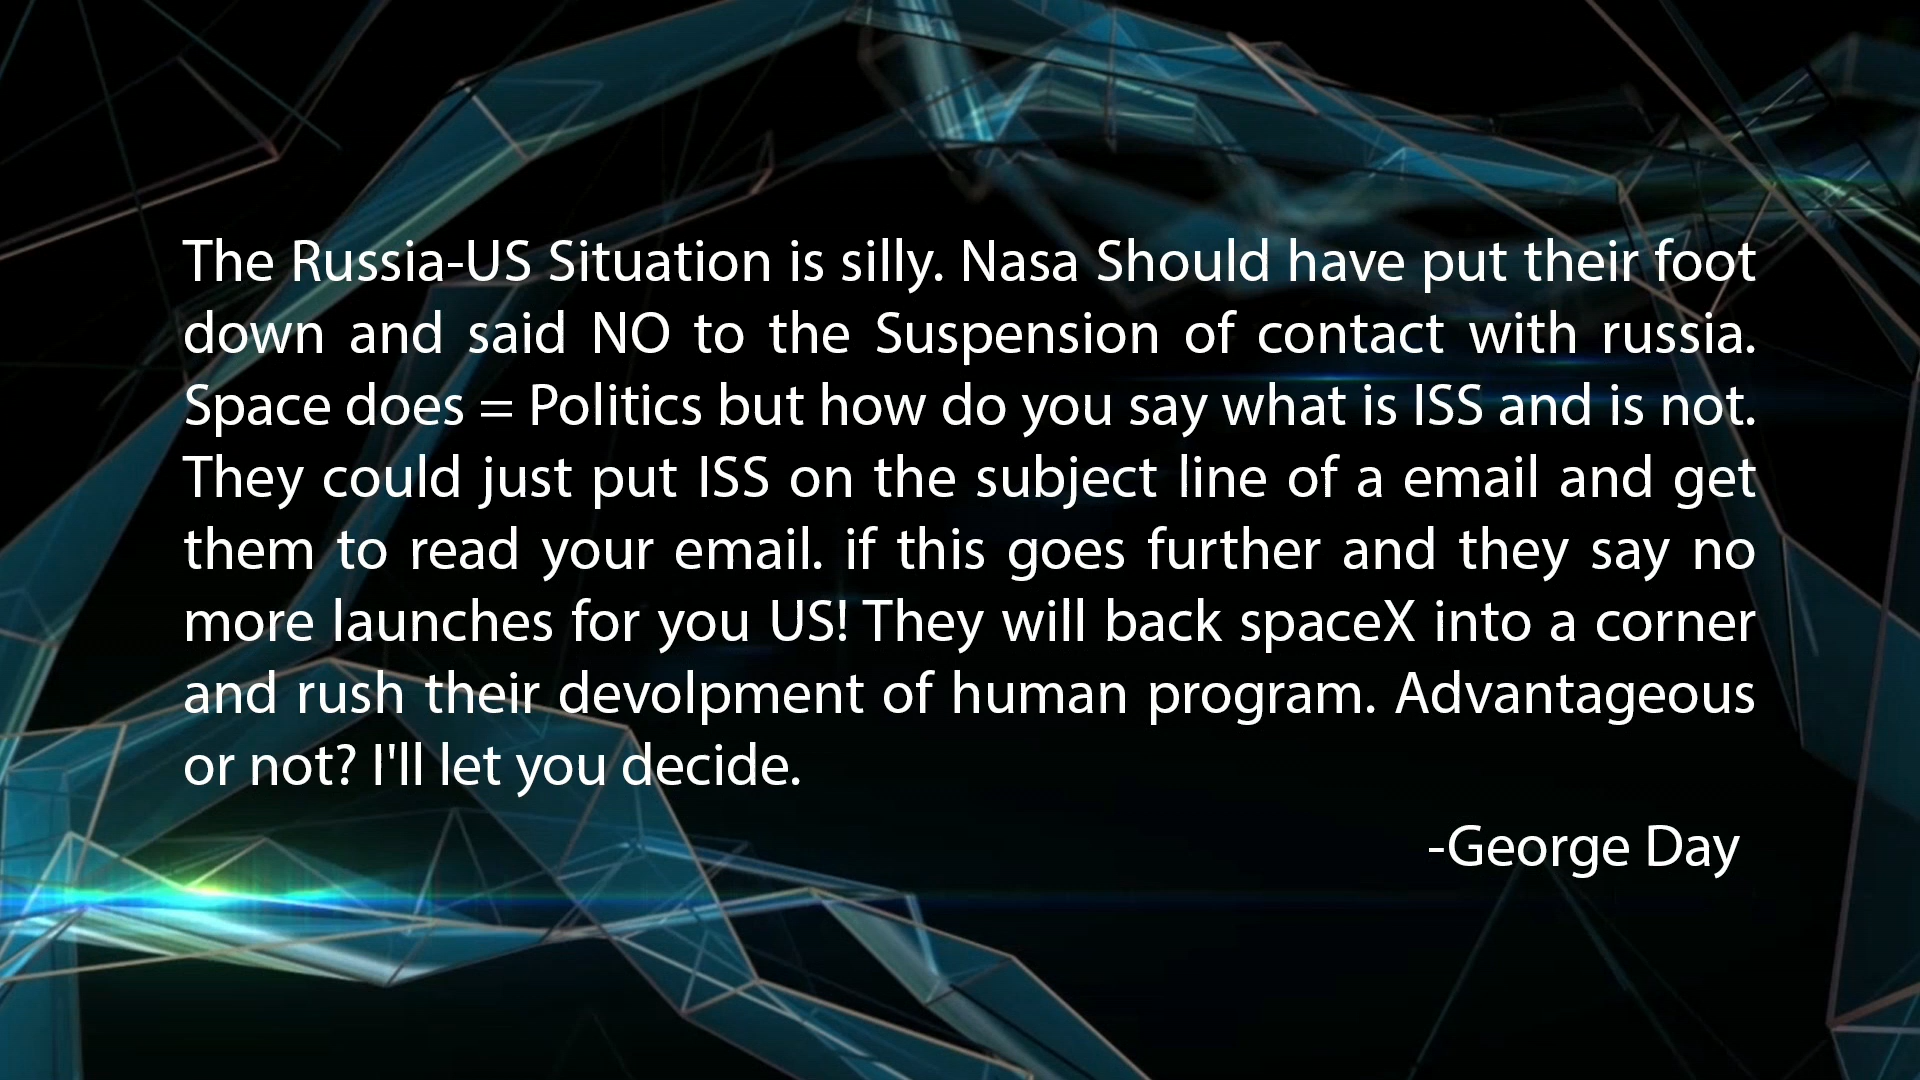 The Russia-US Situation is silly. Nasa Should have put their foot
down and said NO to the Suspension of contact with russia.
Space does = Politics but how do you say what is ISS and is not.
They could just put ISS on the subject line of a email and get
them to read your email. if this goes further and they say no
more launches for you US! They will back spaceX into a corner
and rush their devolpment of human program. Advantageous
or not? I'll let you decide.
-George Day